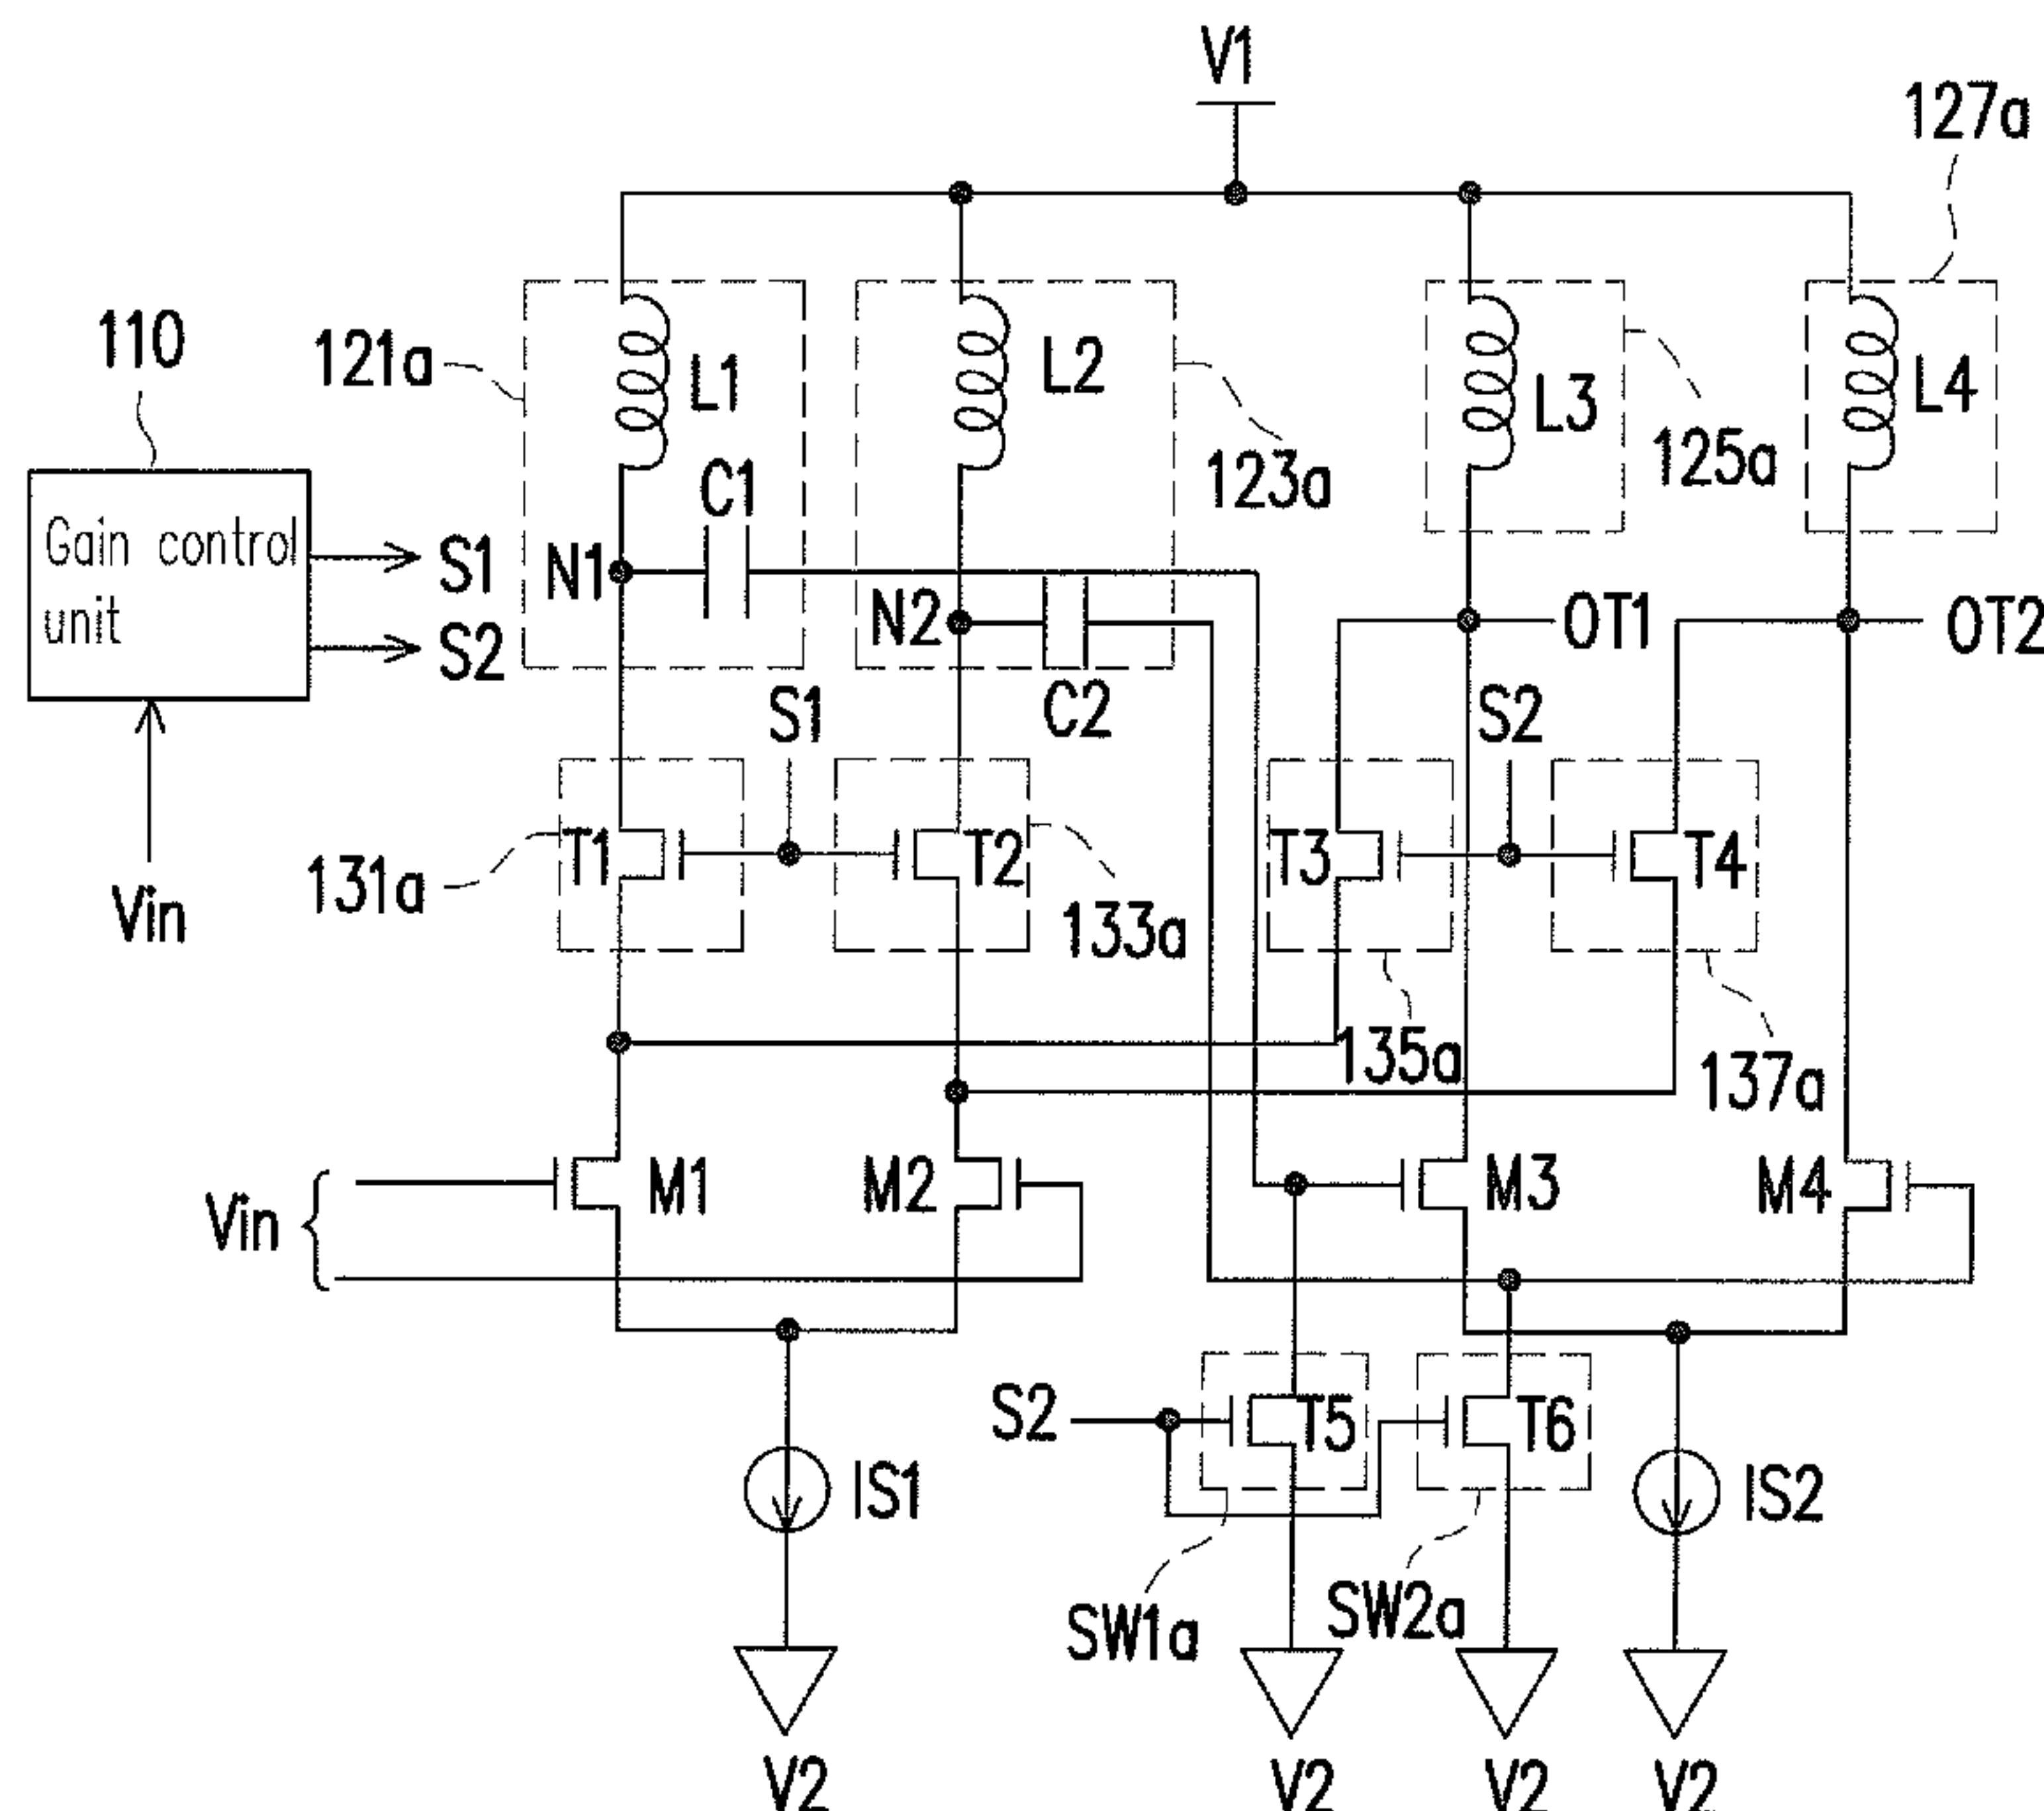 V1
127a
110
121a
L1
L2
L3
L4
123a
125a
C1
Gain control
unit
S1
S2
N1
N2
C2
OT1
OT2
S1
S2
T1
T2
T3
T4
131a
133a
135a
137a
Vin
M1
M2
M3
M4
Vin
S2
T5
T6
IS1
IS2
SW1a
SW2a
V2
V2
V2
V2